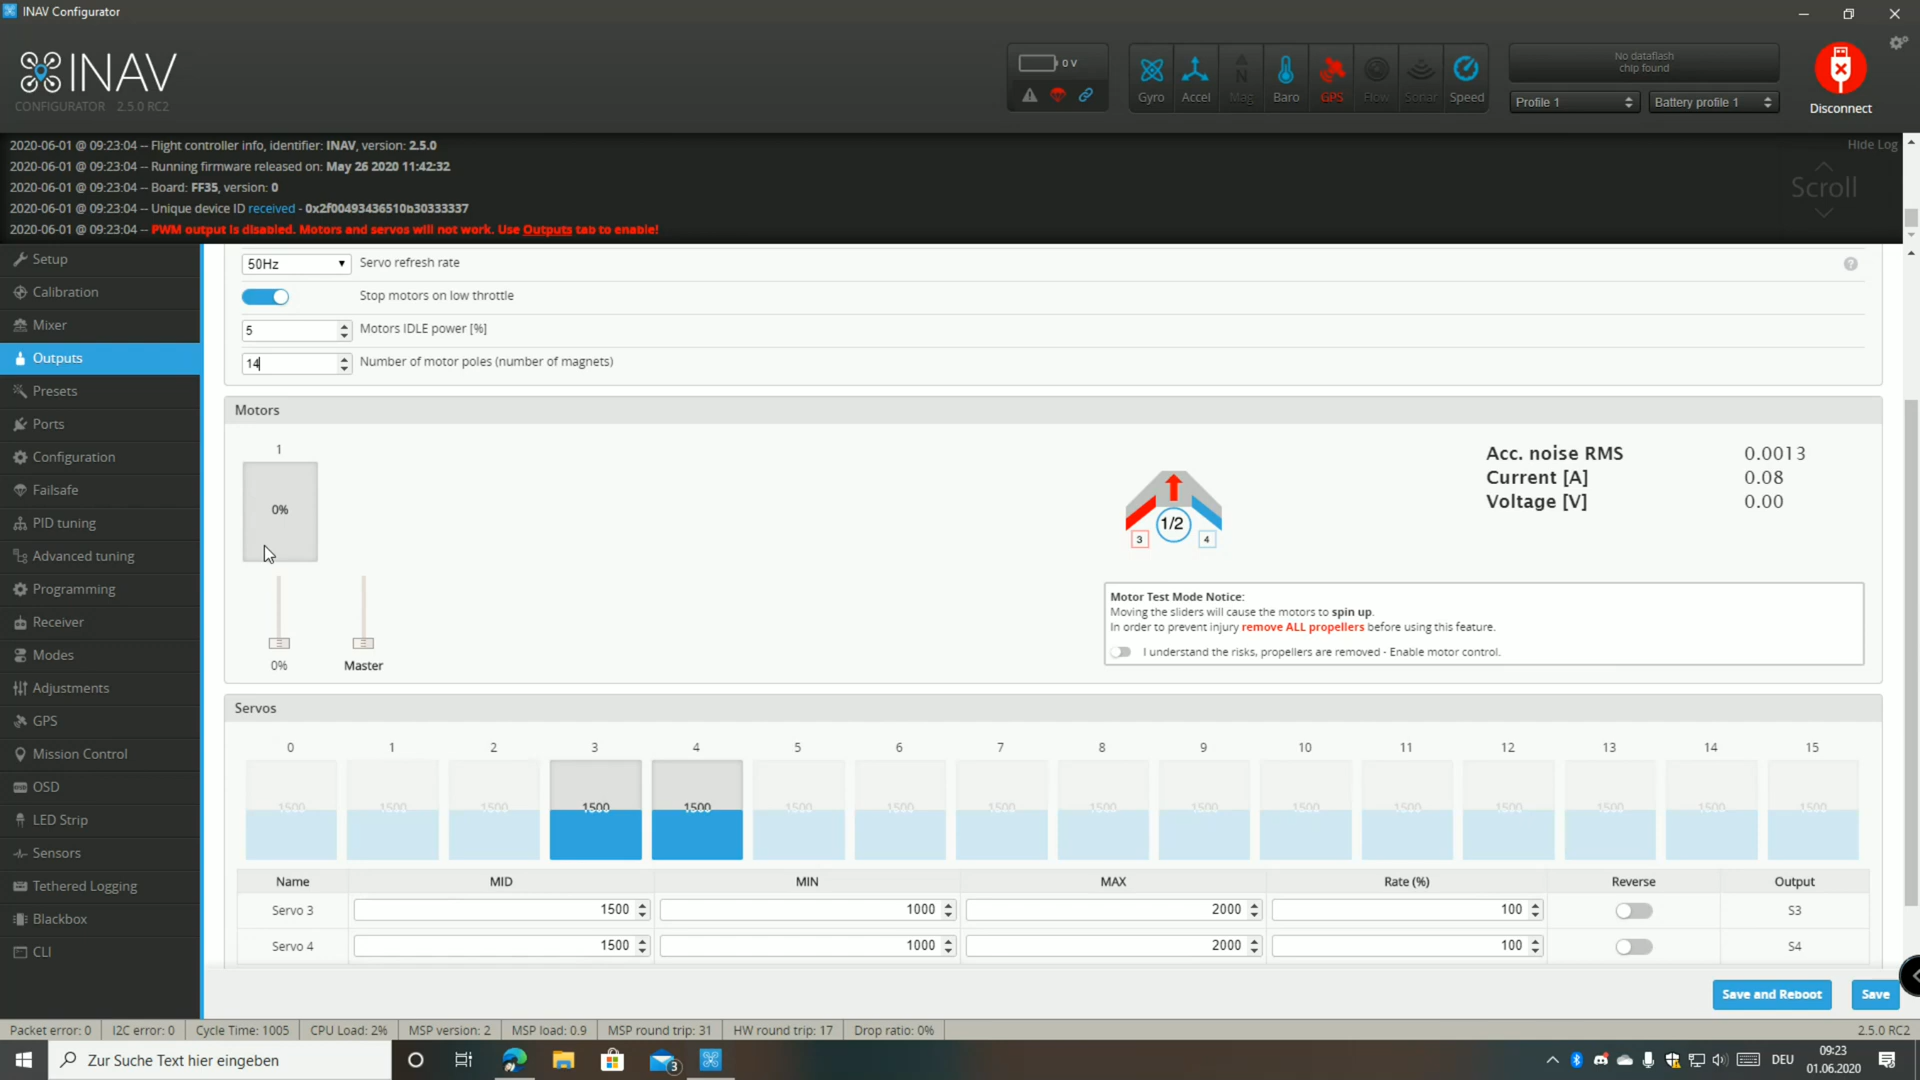 INAV Configurator
INAV
CONFIGURATOR 2.5.0 RC2
0 V
Gyro Accel Mag Baro GPS Flow Sonar Speed
No dataflash
chip found
Profile 1 Battery profile 1
Disconnect
2020-06-01 @ 09:23:04 -- Flight controller info, identifier: INAV, version: 2.5.0
2020-06-01 @ 09:23:04 -- Running firmware released on: May 26 2020 11:42:32
2020-06-01 @ 09:23:04 -- Board: FF35, version: 0
2020-06-01 @ 09:23:04 -- Unique device ID received - 0x2f00493436510b30333337
2020-06-01 @ 09:23:04 -- PWM output is disabled. Motors and servos will not work. Use Outputs tab to enable!
Hide Log
Scroll
Setup
Calibration
Mixer
Outputs
Presets
Ports
Configuration
Failsafe
PID tuning
Advanced tuning
Programming
Receiver
Modes
Adjustments
GPS
Mission Control
OSD
LED Strip
Sensors
Tethered Logging
Blackbox
CLI
50Hz Servo refresh rate
Stop motors on low throttle
5 Motors IDLE power [%]
14 Number of motor poles (number of magnets)
Motors
1
0%
0% Master
1/2
3 4
Acc. noise RMS 0.0013
Current [A] 0.08
Voltage [V] 0.00
Motor Test Mode Notice:
Moving the sliders will cause the motors to spin up.
In order to prevent injury remove ALL propellers before using this feature.
I understand the risks, propellers are removed - Enable motor control.
Servos
0 1 2 3 4 5 6 7 8 9 10 11 12 13 14 15
1500 1500 1500 1500 1500 1500 1500 1500 1500 1500 1500 1500 1500 1500 1500 1500
Name MID MIN MAX Rate (%) Reverse Output
Servo 3 1500 1000 2000 100 S3
Servo 4 1500 1000 2000 100 S4
Save and Reboot Save
Packet error: 0 I2C error: 0 Cycle Time: 1005 CPU Load: 2% MSP version: 2 MSP load: 0.9 MSP round trip: 31 HW round trip: 17 Drop ratio: 0% 2.5.0 RC2
Zur Suche Text hier eingeben
3
DEU
09:23
01.06.2020